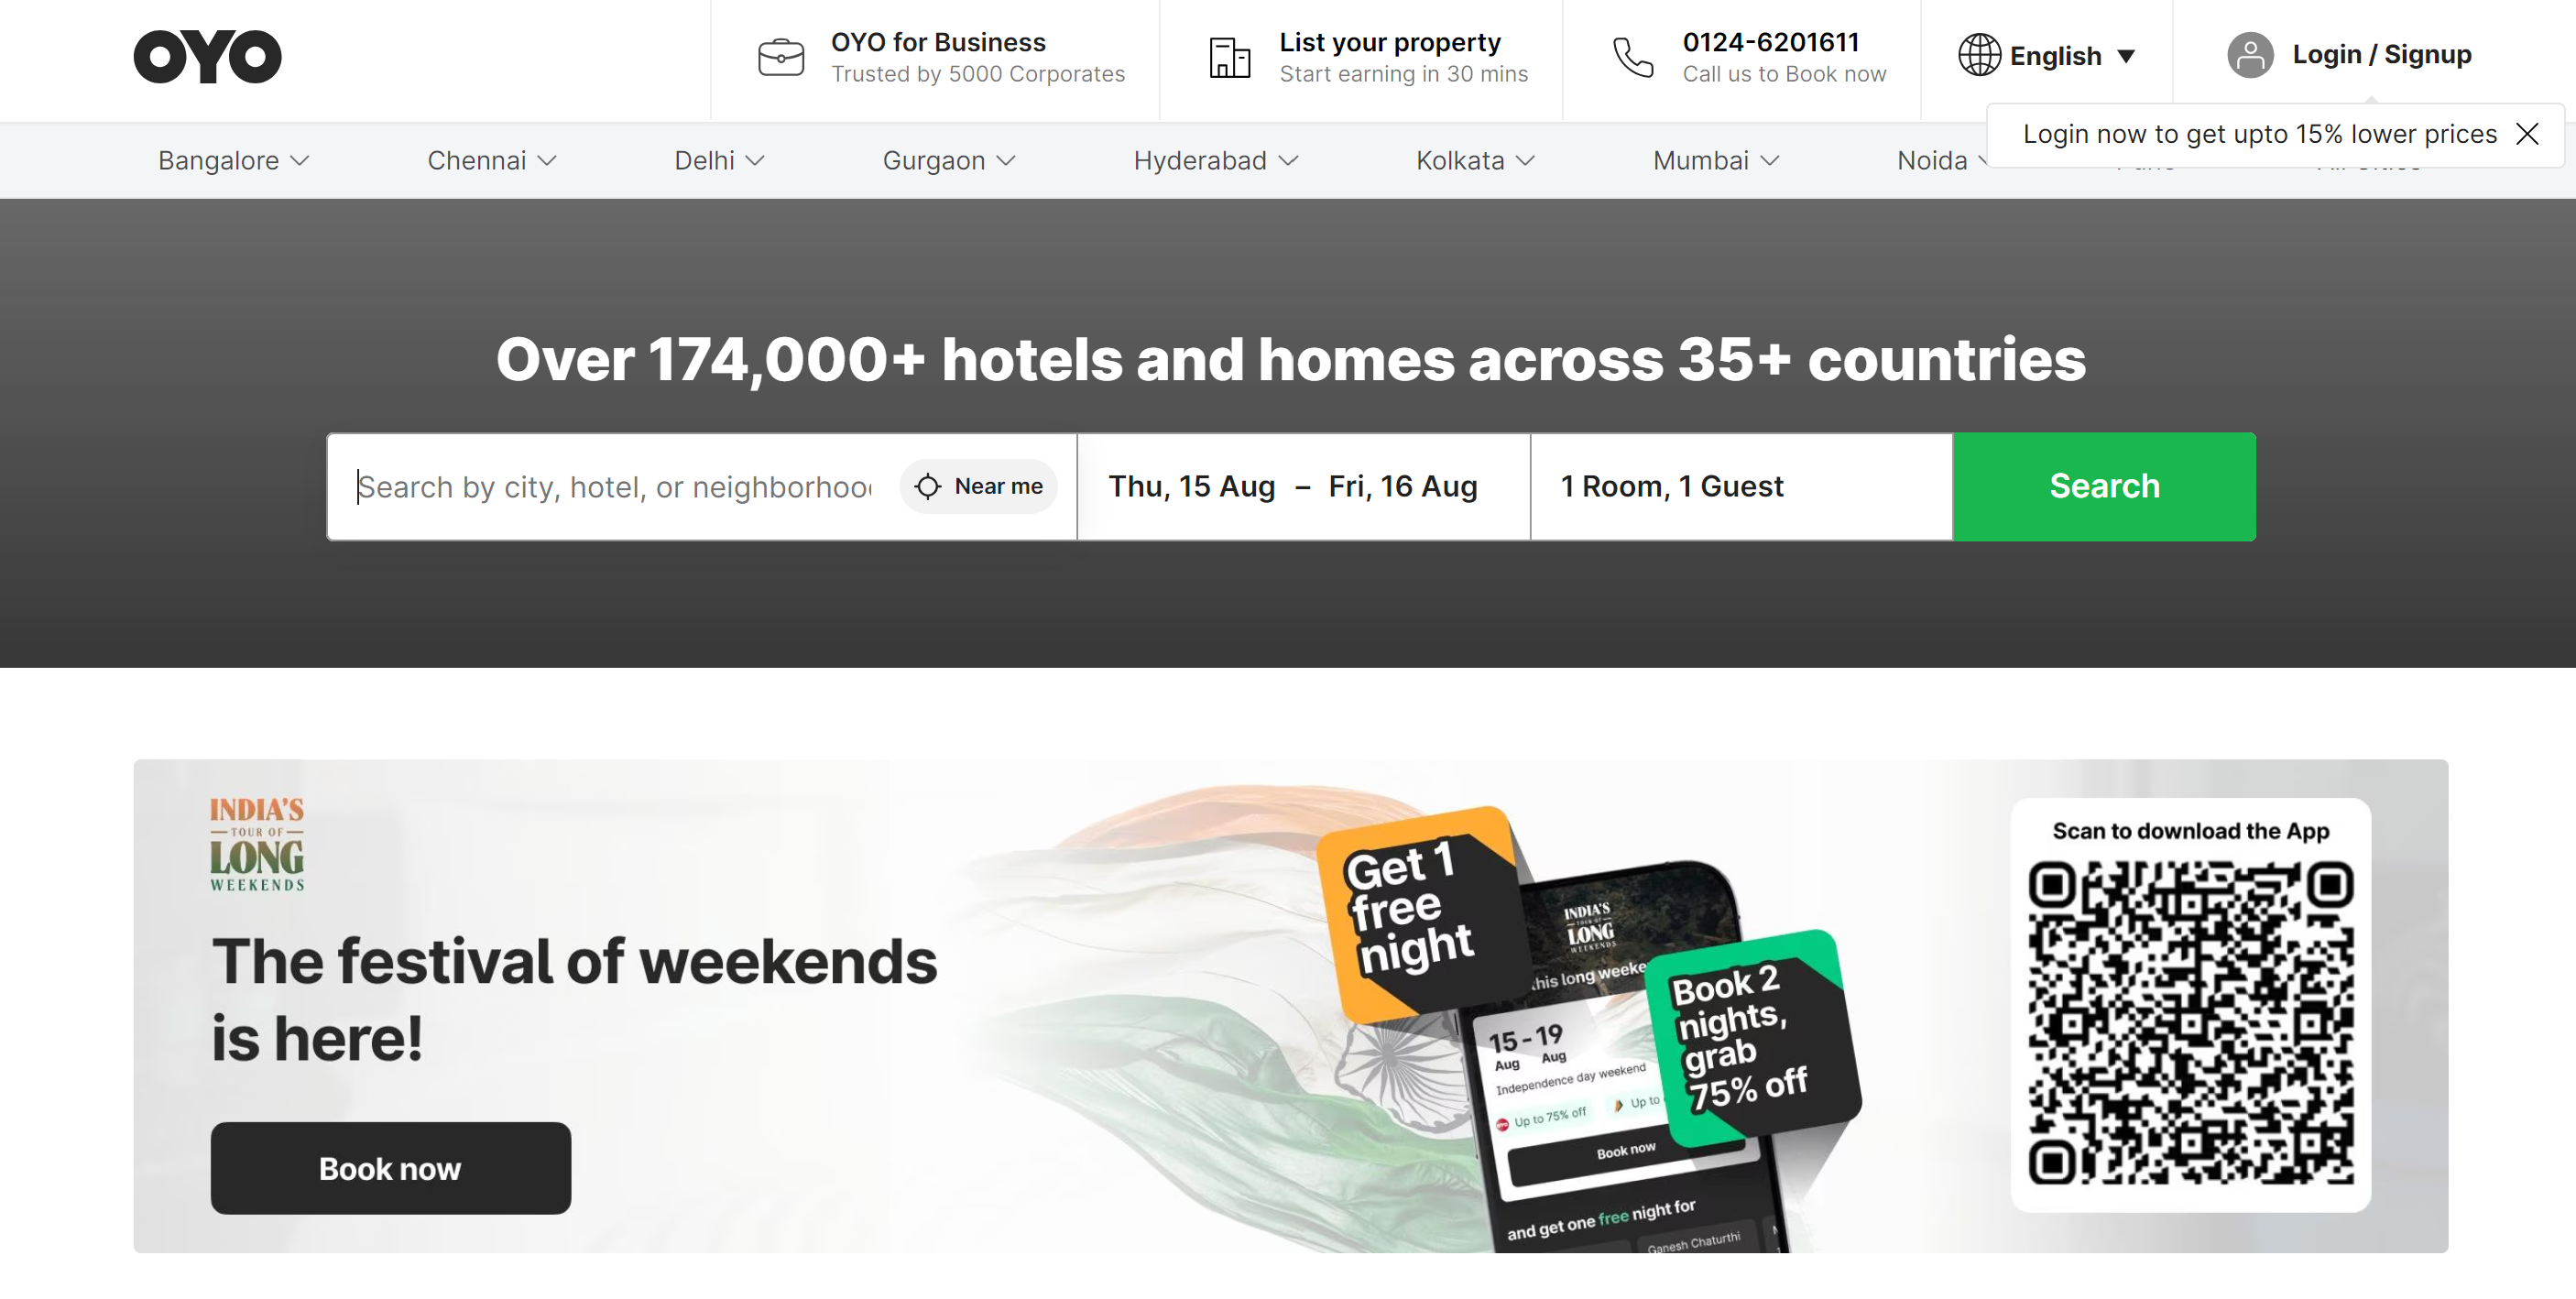 OYO
OYO for Business
Trusted by 5000 Corporates
List your property
Start earning in 30 mins
0124-6201611
Call us to Book now
English
Login / Signup
Login now to get upto 15% lower prices
Bangalore
Chennai
Delhi
Gurgaon
Hyderabad
Kolkata
Mumbai
Noida
Over 174,000+ hotels and homes across 35+ countries
Search by city, hotel, or neighborhoo
Near me
Thu, 15 Aug – Fri, 16 Aug
1 Room, 1 Guest
Search
INDIA'S
TOUR OF
LONG
WEEKENDS
The festival of weekends
is here!
Book now
Get 1
free
night
INDIA'S
TOUR OF
LONG
WEEKENDS
this long weeke
15 - 19
Aug Aug
Independence day weekend
Up to 75% off
Up to
Book now
and get one free night for
Ganesh Chaturthi
Book 2
nights,
grab
75% off
Scan to download the App